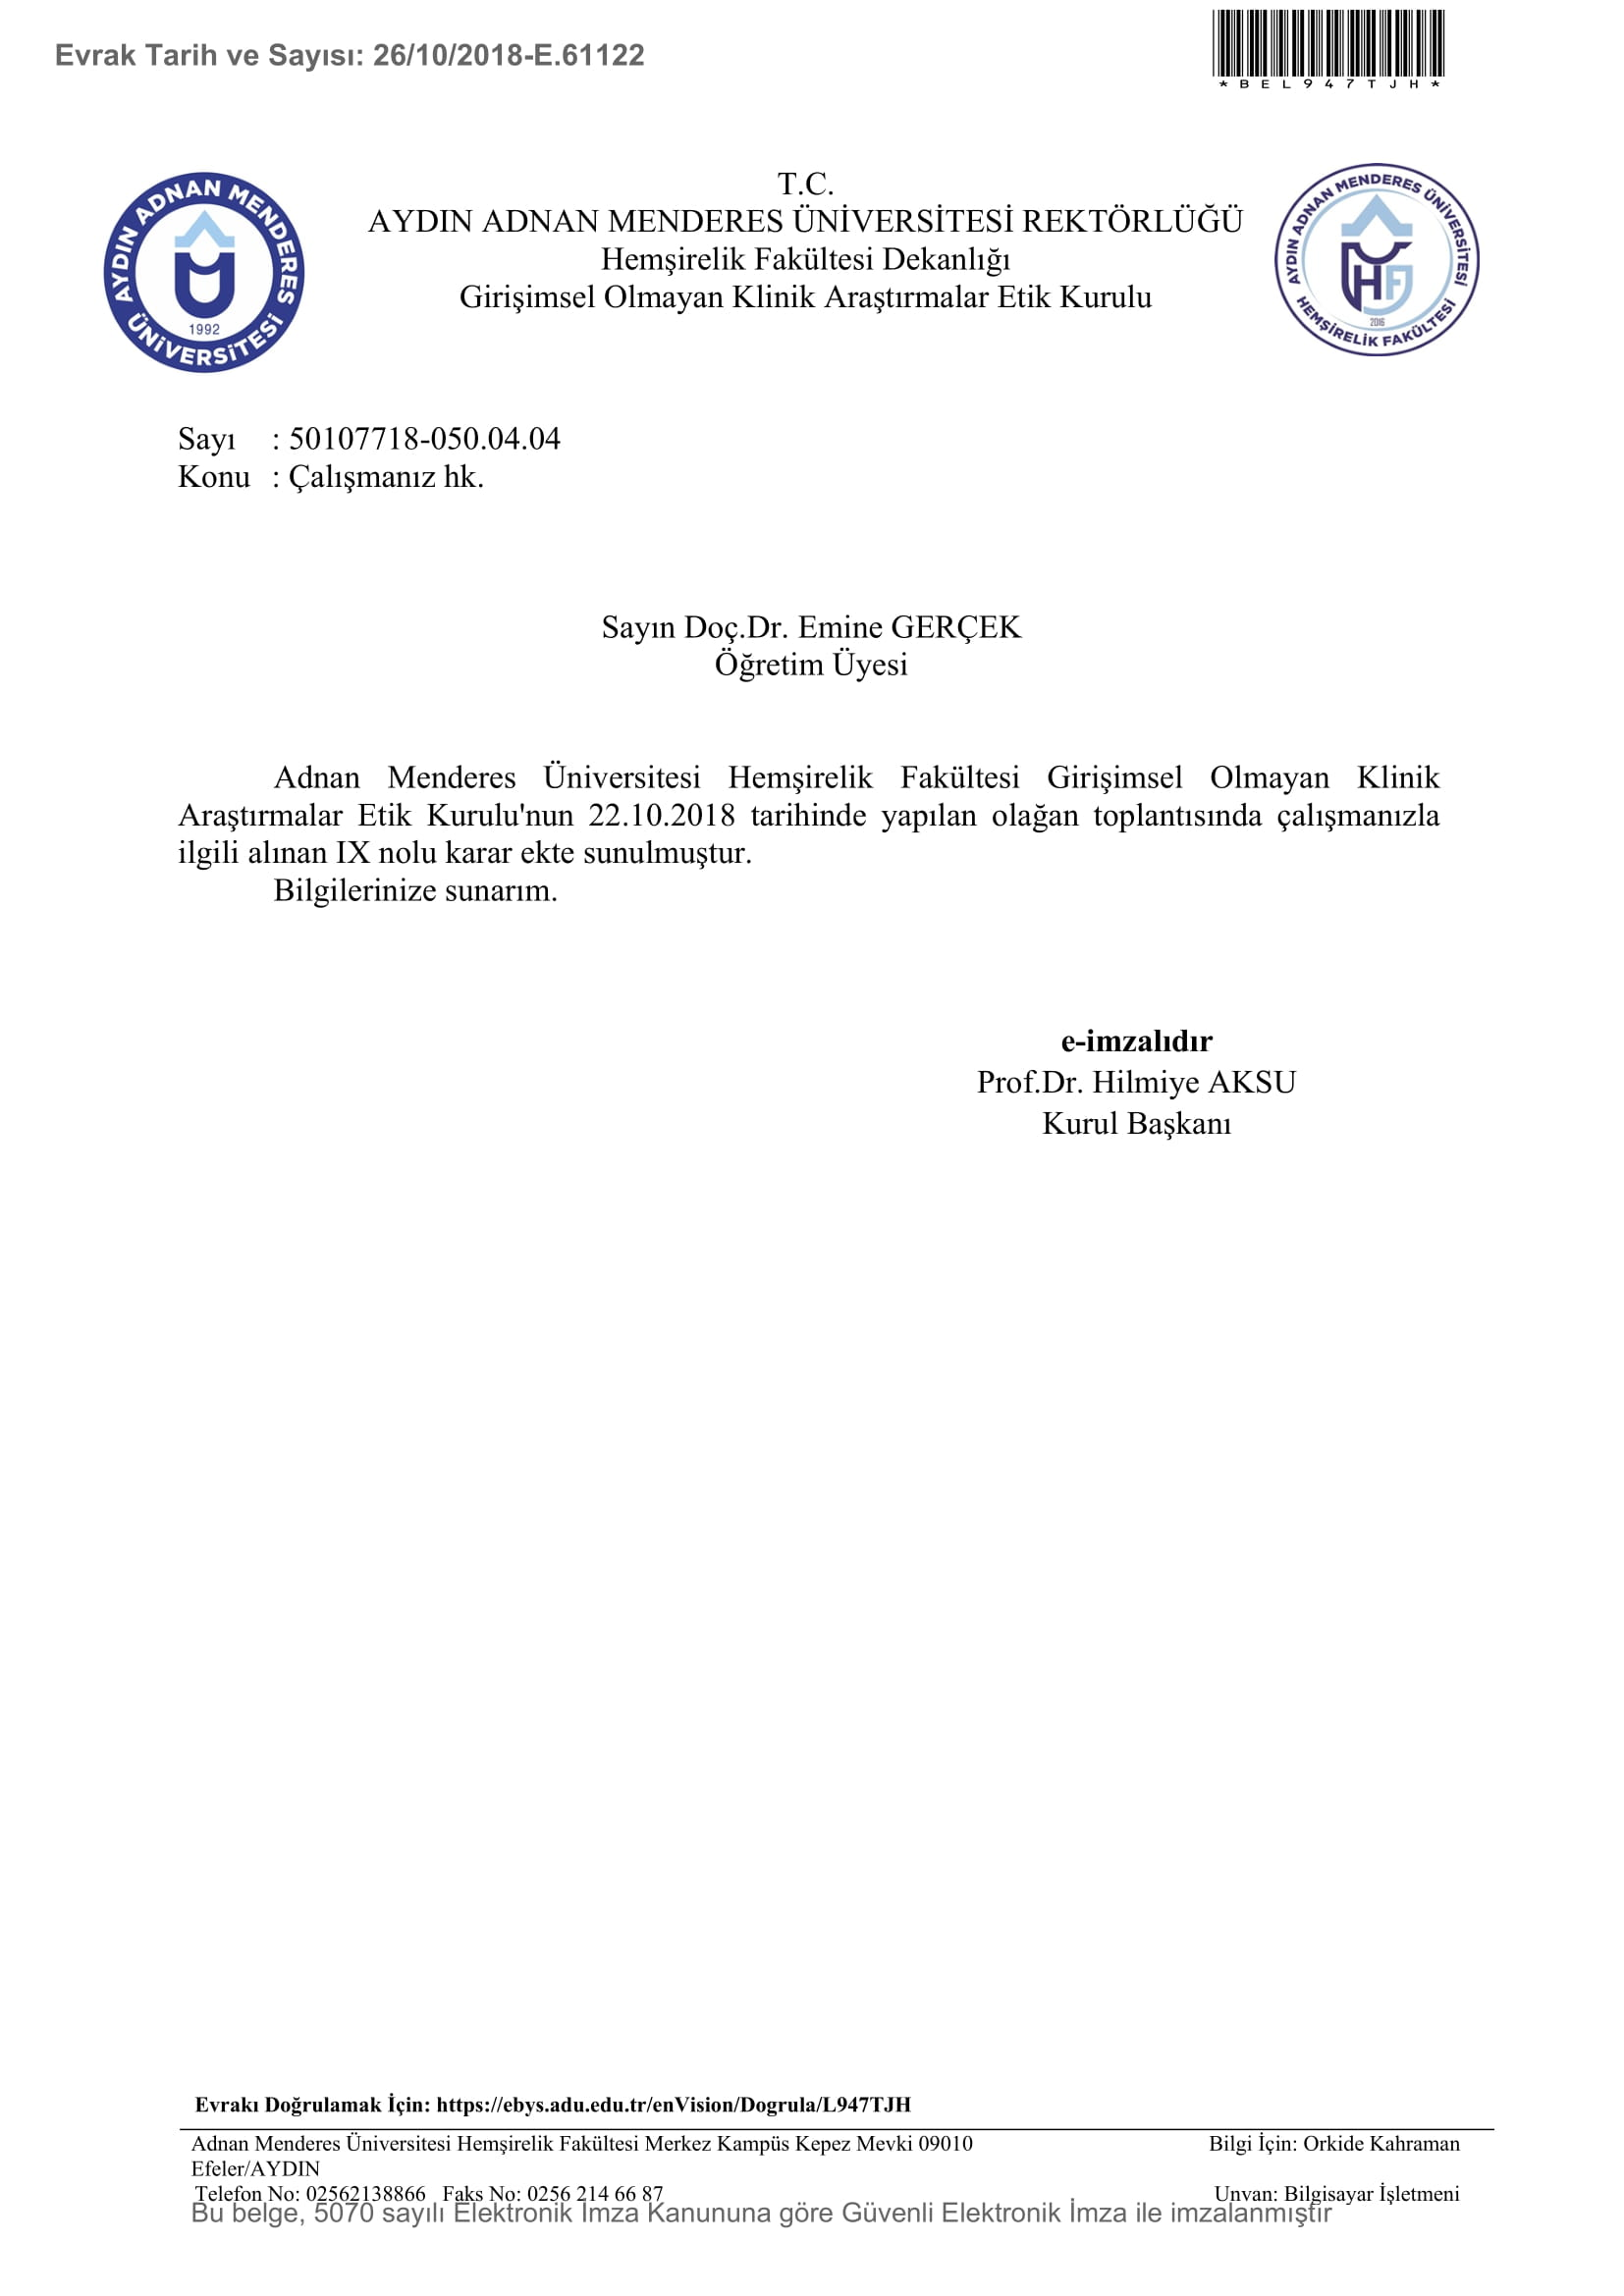 Evrak Tarih ve Sayısı: 26/10/2018-E.61122
*BEL947TJH*
AYDIN ADNAN MENDERES ÜNİVERSİTESİ
1992
T.C.
AYDIN ADNAN MENDERES ÜNİVERSİTESİ REKTÖRLÜĞÜ
Hemşirelik Fakültesi Dekanlığı
Girişimsel Olmayan Klinik Araştırmalar Etik Kurulu
AYDIN ADNAN MENDERES ÜNİVERSİTESİ
HF
2016
HEMŞİRELİK FAKÜLTESİ
Sayı : 50107718-050.04.04
Konu : Çalışmanız hk.
Sayın Doç.Dr. Emine GERÇEK
Öğretim Üyesi
Adnan Menderes Üniversitesi Hemşirelik Fakültesi Girişimsel Olmayan Klinik
Araştırmalar Etik Kurulu'nun 22.10.2018 tarihinde yapılan olağan toplantısında çalışmanızla
ilgili alınan IX nolu karar ekte sunulmuştur.
Bilgilerinize sunarım.
e-imzalıdır
Prof.Dr. Hilmiye AKSU
Kurul Başkanı
Evrakı Doğrulamak İçin: https://ebys.adu.edu.tr/enVision/Dogrula/L947TJH
Adnan Menderes Üniversitesi Hemşirelik Fakültesi Merkez Kampüs Kepez Mevki 09010 Bilgi İçin: Orkide Kahraman
Efeler/AYDIN
Telefon No: 02562138866 Faks No: 0256 214 66 87 Unvan: Bilgisayar İşletmeni
Bu belge, 5070 sayılı Elektronik İmza Kanununa göre Güvenli Elektronik İmza ile imzalanmıştır